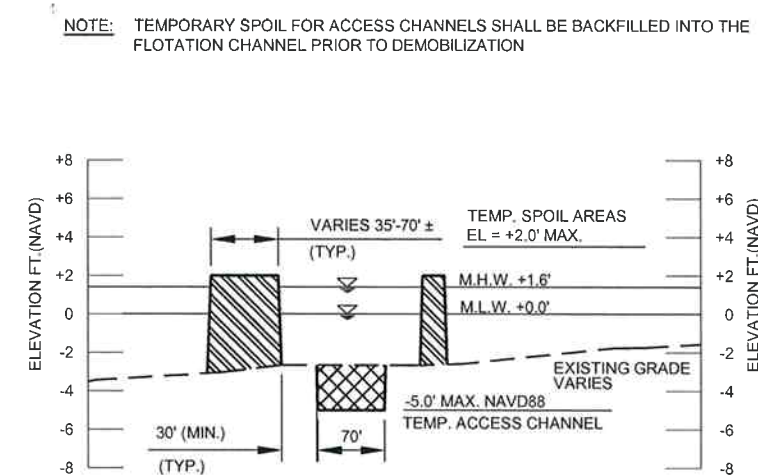 NOTE: TEMPORARY SPOIL FOR ACCESS CHANNELS SHALL BE BACKFILLED INTO THE
FLOTATION CHANNEL PRIOR TO DEMOBILIZATION
ELEVATION FT.(NAVD)
+8
+6
+4
+2
0
-2
-4
-6
-8
VARIES 35'-70' ±
(TYP.)
TEMP. SPOIL AREAS
EL = +2.0' MAX.
M.H.W. +1.6'
M.L.W. +0.0'
EXISTING GRADE
VARIES
-5.0' MAX. NAVD88
TEMP. ACCESS CHANNEL
30' (MIN.)
(TYP.)
70'
+8
+6
+4
+2
0
-2
-4
-6
-8
ELEVATION FT.(NAVD)